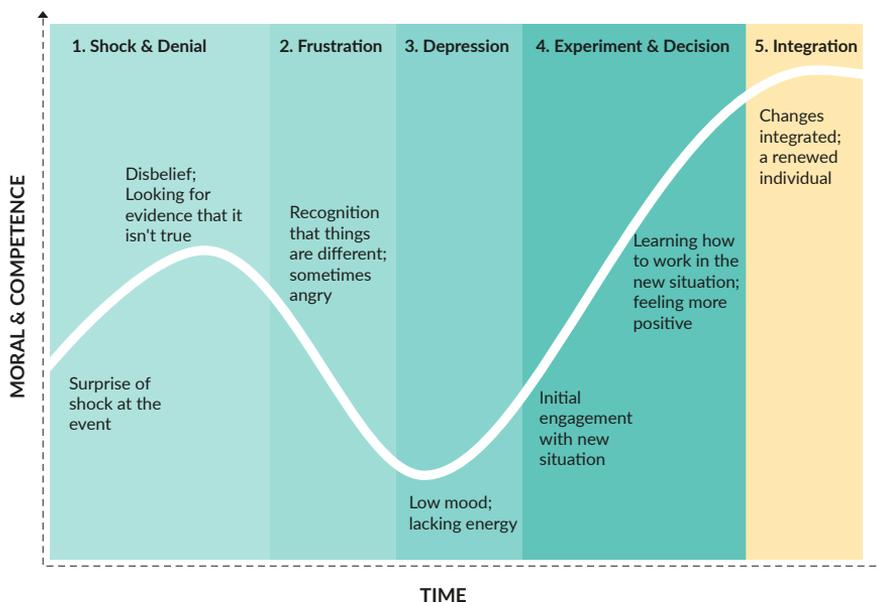 1. Shock & Denial
2. Frustration
3. Depression
4. Experiment & Decision
5. Integration
Disbelief;
Looking for
evidence that it
isn't true
Surprise of
shock at the
event
Recognition
that things
are different;
sometimes
angry
Low mood;
lacking energy
Initial
engagement
with new
situation
Learning how
to work in the
new situation;
feeling more
positive
Changes
integrated;
a renewed
individual
MORAL & COMPETENCE
TIME